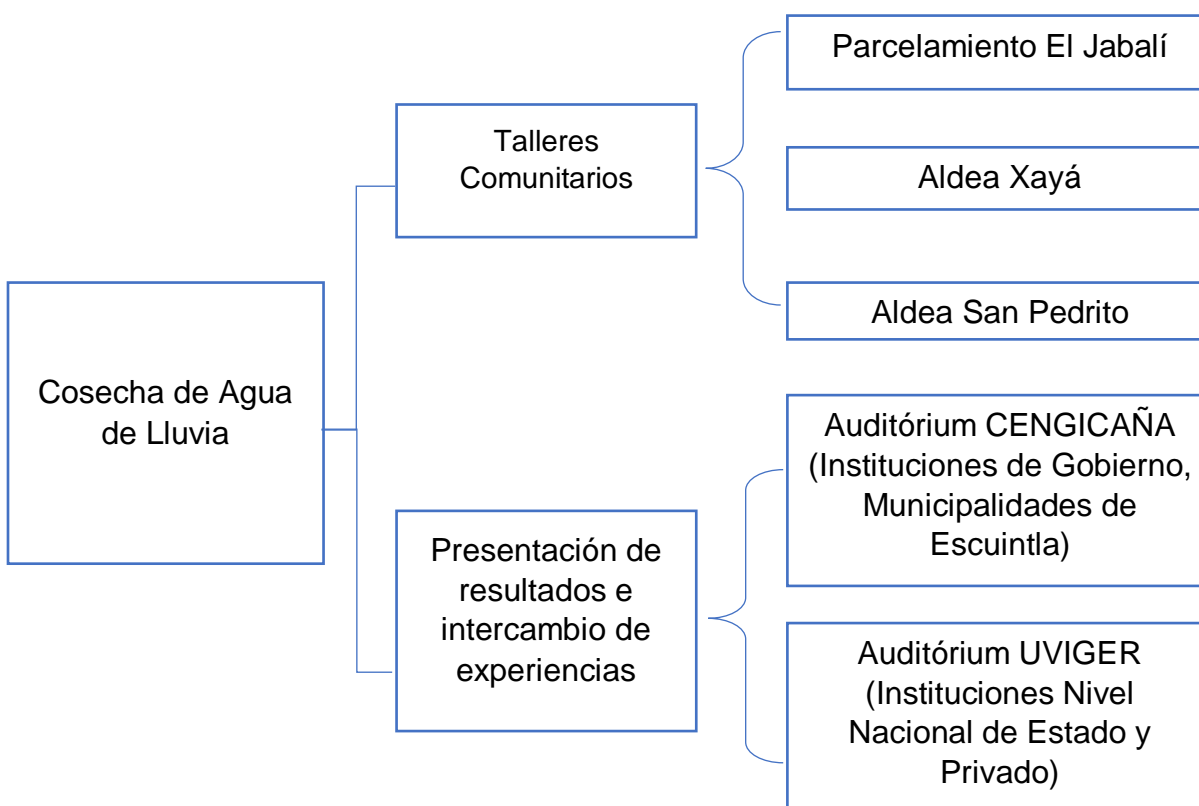 Cosecha de Agua
de Lluvia
Talleres
Comunitarios
Parcelamiento El Jabalí
Aldea Xayá
Aldea San Pedrito
Presentación de
resultados e
intercambio de
experiencias
Auditórium CENGICAÑA
(Instituciones de Gobierno,
Municipalidades de
Escuintla)
Auditórium UVIGER
(Instituciones Nivel
Nacional de Estado y
Privado)